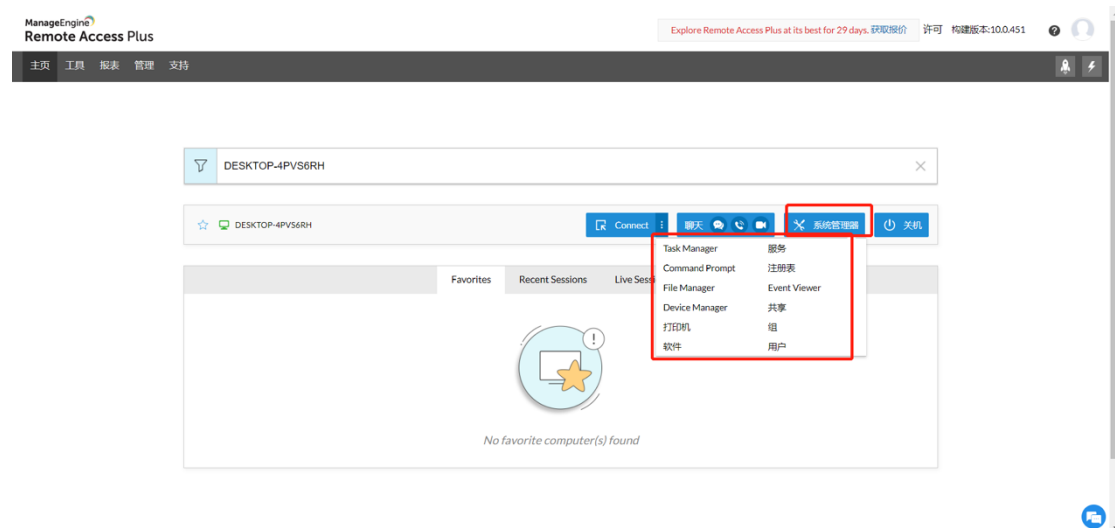 ManageEngine
Remote Access Plus
Explore Remote Access Plus at its best for 29 days. 获取报价 许可 构建版本:10.0.451
主页 工具 报表 管理 支持
DESKTOP-4PVS6RH
DESKTOP-4PVS6RH Connect 聊天 系统管理器 关机
Task Manager 服务
Command Prompt 注册表
Favorites Recent Sessions Live Sessi
File Manager Event Viewer
Device Manager 共享
打印机 组
软件 用户
No favorite computer(s) found